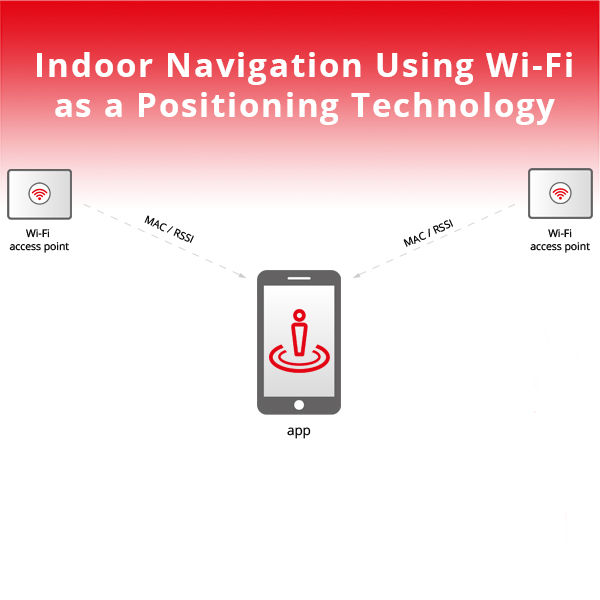 Indoor Navigation Using Wi-Fi
as a Positioning Technology
Wi-Fi
access point
MAC / RSSI
MAC / RSSI
Wi-Fi
access point
app